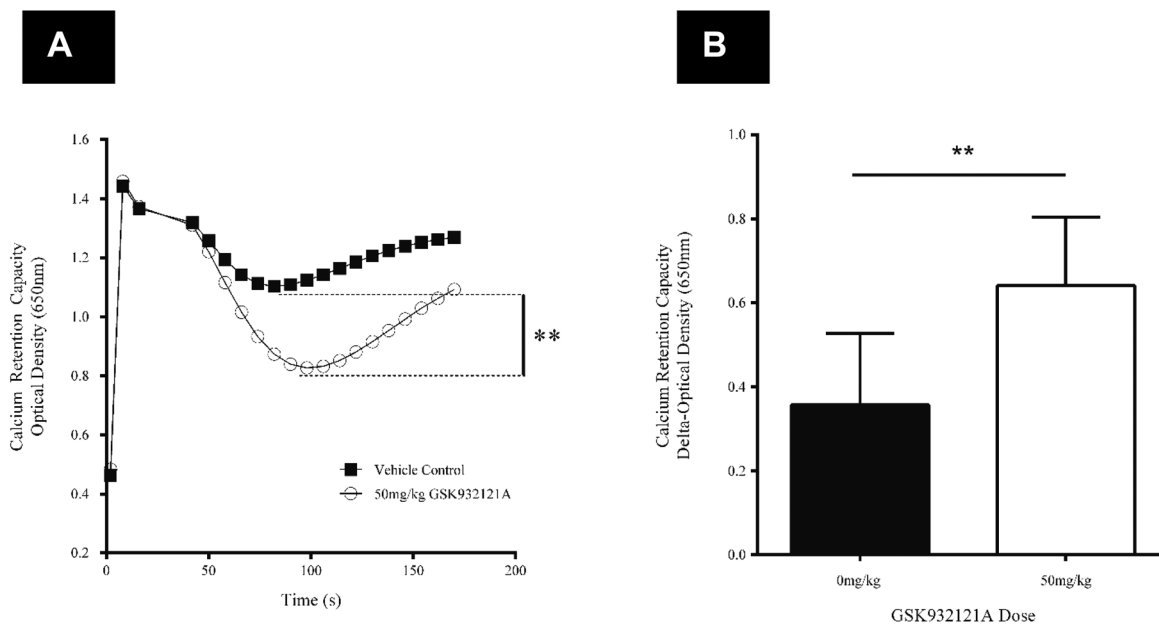 A
Calcium Retention Capacity
Optical Density (650nm)
1.6
1.4
1.2
1.0
0.8
0.6
0.4
0.2
**
Vehicle Control
50mg/kg GSK932121A
0
50
100
150
200
Time (s)
B
Calcium Retention Capacity
Delta-Optical Density (650nm)
1.0
0.8
0.6
0.4
0.2
0.0
**
0mg/kg
50mg/kg
GSK932121A Dose